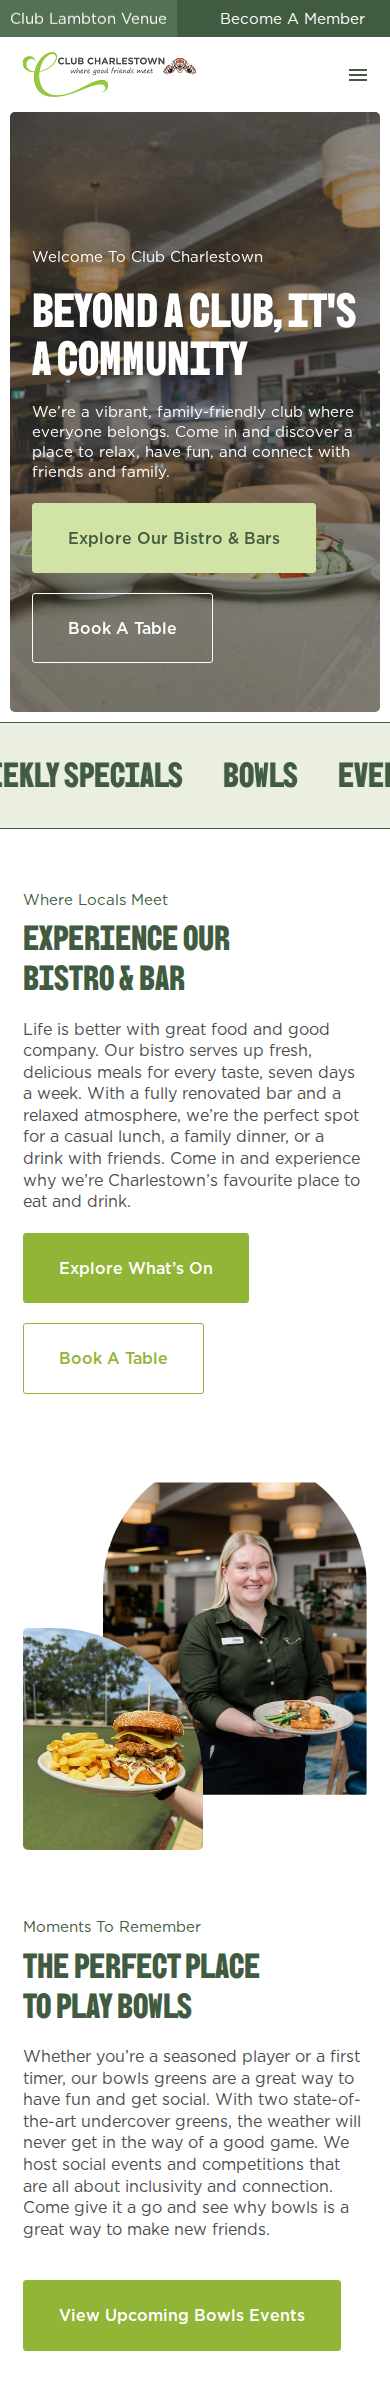 Club Lambton Venue
Become A Member
CLUB CHARLESTOWN
where good friends meet
Welcome To Club Charlestown
BEYOND A CLUB, IT'S
A COMMUNITY
We’re a vibrant, family-friendly club where
everyone belongs. Come in and discover a
place to relax, have fun, and connect with
friends and family.
Explore Our Bistro & Bars
Book A Table
EEKLY SPECIALS BOWLS EVE
Where Locals Meet
EXPERIENCE OUR
BISTRO & BAR
Life is better with great food and good
company. Our bistro serves up fresh,
delicious meals for every taste, seven days
a week. With a fully renovated bar and a
relaxed atmosphere, we’re the perfect spot
for a casual lunch, a family dinner, or a
drink with friends. Come in and experience
why we’re Charlestown’s favourite place to
eat and drink.
Explore What’s On
Book A Table
Moments To Remember
THE PERFECT PLACE
TO PLAY BOWLS
Whether you’re a seasoned player or a first
timer, our bowls greens are a great way to
have fun and get social. With two state-of-
the-art undercover greens, the weather will
never get in the way of a good game. We
host social events and competitions that
are all about inclusivity and connection.
Come give it a go and see why bowls is a
great way to make new friends.
View Upcoming Bowls Events